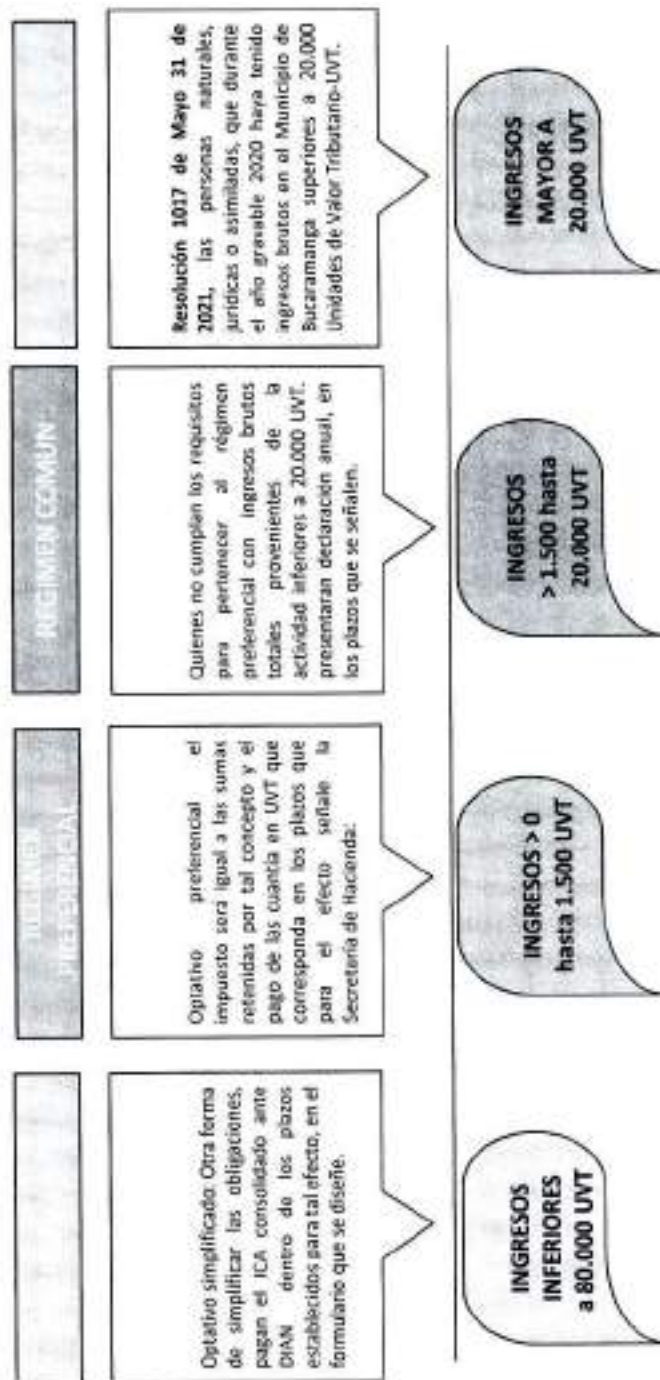 Optativo simplificado. Otra forma
de simplificar las obligaciones,
pagan el ICA consolidado ante
DIAN dentro de los plazos
establecidos para tal efecto, en el
formulario que se diseñe.
INGRESOS
INFERIORES
a 80.000 UVT
REGIMEN
PREFERENCIAL
Optativo preferencial el
impuesto será igual a las sumas
retenidas por tal concepto y el
pago de las cuantía en UVT que
corresponda en los plazos que
para el efecto señale la
Secretaría de Hacienda:
INGRESOS > 0
hasta 1.500 UVT
REGIMEN COMÚN
Quienes no cumplan los requisitos
para pertenecer al régimen
preferencial con ingresos brutos
totales provenientes de la
actividad inferiores a 20.000 UVT.
presentaran declaración anual, en
los plazos que se señalen.
INGRESOS
> 1.500 hasta
20.000 UVT
Resolución 1017 de Mayo 31 de
2021, las personas naturales,
jurídicas o asimiladas, que durante
el año gravable 2020 haya tenido
ingresos brutos en el Municipio de
Bucaramanga superiores a 20.000
Unidades de Valor Tributario-UVT.
INGRESOS
MAYOR A
20.000 UVT